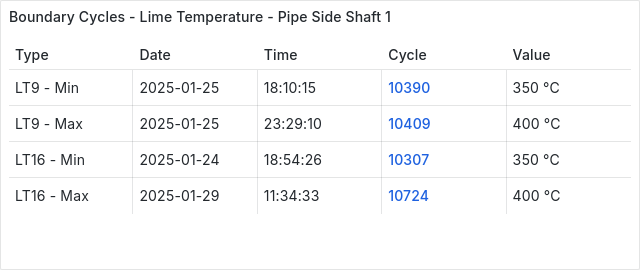 Boundary Cycles - Lime Temperature - Pipe Side Shaft 1
Type Date Time Cycle Value
LT9 - Min 2025-01-25 18:10:15 10390 350 °C
LT9 - Max 2025-01-25 23:29:10 10409 400 °C
LT16 - Min 2025-01-24 18:54:26 10307 350 °C
LT16 - Max 2025-01-29 11:34:33 10724 400 °C